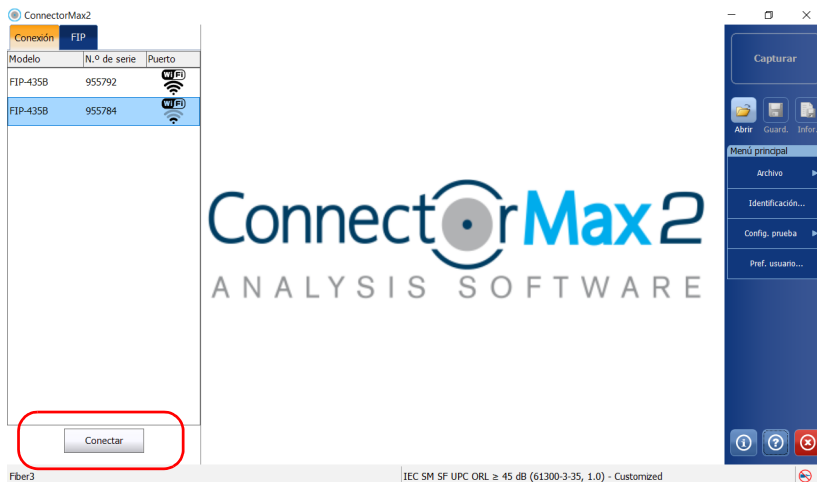 ConnectorMax2
Conexión FIP
Modelo N.º de serie Puerto
FIP-435B 955792 WiFi
FIP-435B 955784 WiFi
Conectar
ConnectorMax2
ANALYSIS SOFTWARE
Capturar
Abrir Guard. Infor.
Menú principal
Archivo
Identificación...
Config. prueba
Pref. usuario...
Fiber3 IEC SM SF UPC ORL ≥ 45 dB (61300-3-35, 1.0) - Customized